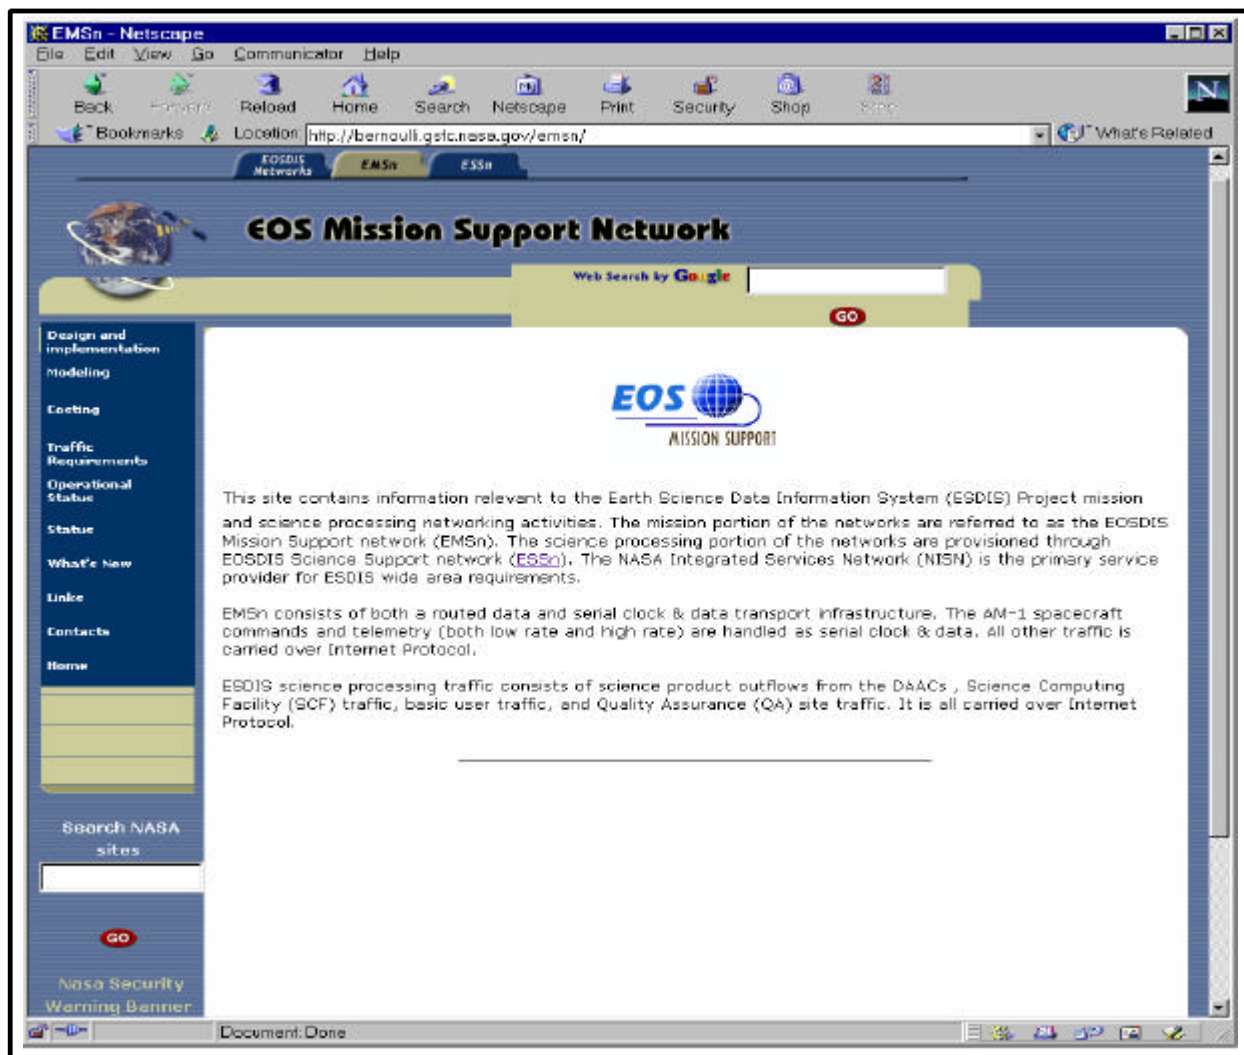 EMSn - Netscape
File Edit View Go Communicator Help
Back Forward Reload Home Search Netscape Print Security Shop Stop
Bookmarks Location: http://bernoulli.gsfc.nasa.gov/emsn/ What's Related
EOSDIS Networks EMSn ESSn
EOS Mission Support Network
Web Search by Google
GO
Design and
implementation
Modeling
Costing
Traffic
Requirements
Operational
Status
Status
What's New
Links
Contacts
Home
Search NASA
sites
GO
Nasa Security
Warning Banner
EOS
MISSION SUPPORT
This site contains information relevant to the Earth Science Data Information System (ESDIS) Project mission
and science processing networking activities. The mission portion of the networks are referred to as the EOSDIS
Mission Support network (EMSn). The science processing portion of the networks are provisioned through
EOSDIS Science Support network (ESSn). The NASA Integrated Services Network (NISN) is the primary service
provider for ESDIS wide area requirements.
EMSn consists of both a routed data and serial clock & data transport infrastructure. The AM-1 spacecraft
commands and telemetry (both low rate and high rate) are handled as serial clock & data. All other traffic is
carried over Internet Protocol.
ESDIS science processing traffic consists of science product outflows from the DAACs , Science Computing
Facility (SCF) traffic, basic user traffic, and Quality Assurance (QA) site traffic. It is all carried over Internet
Protocol.
Document: Done